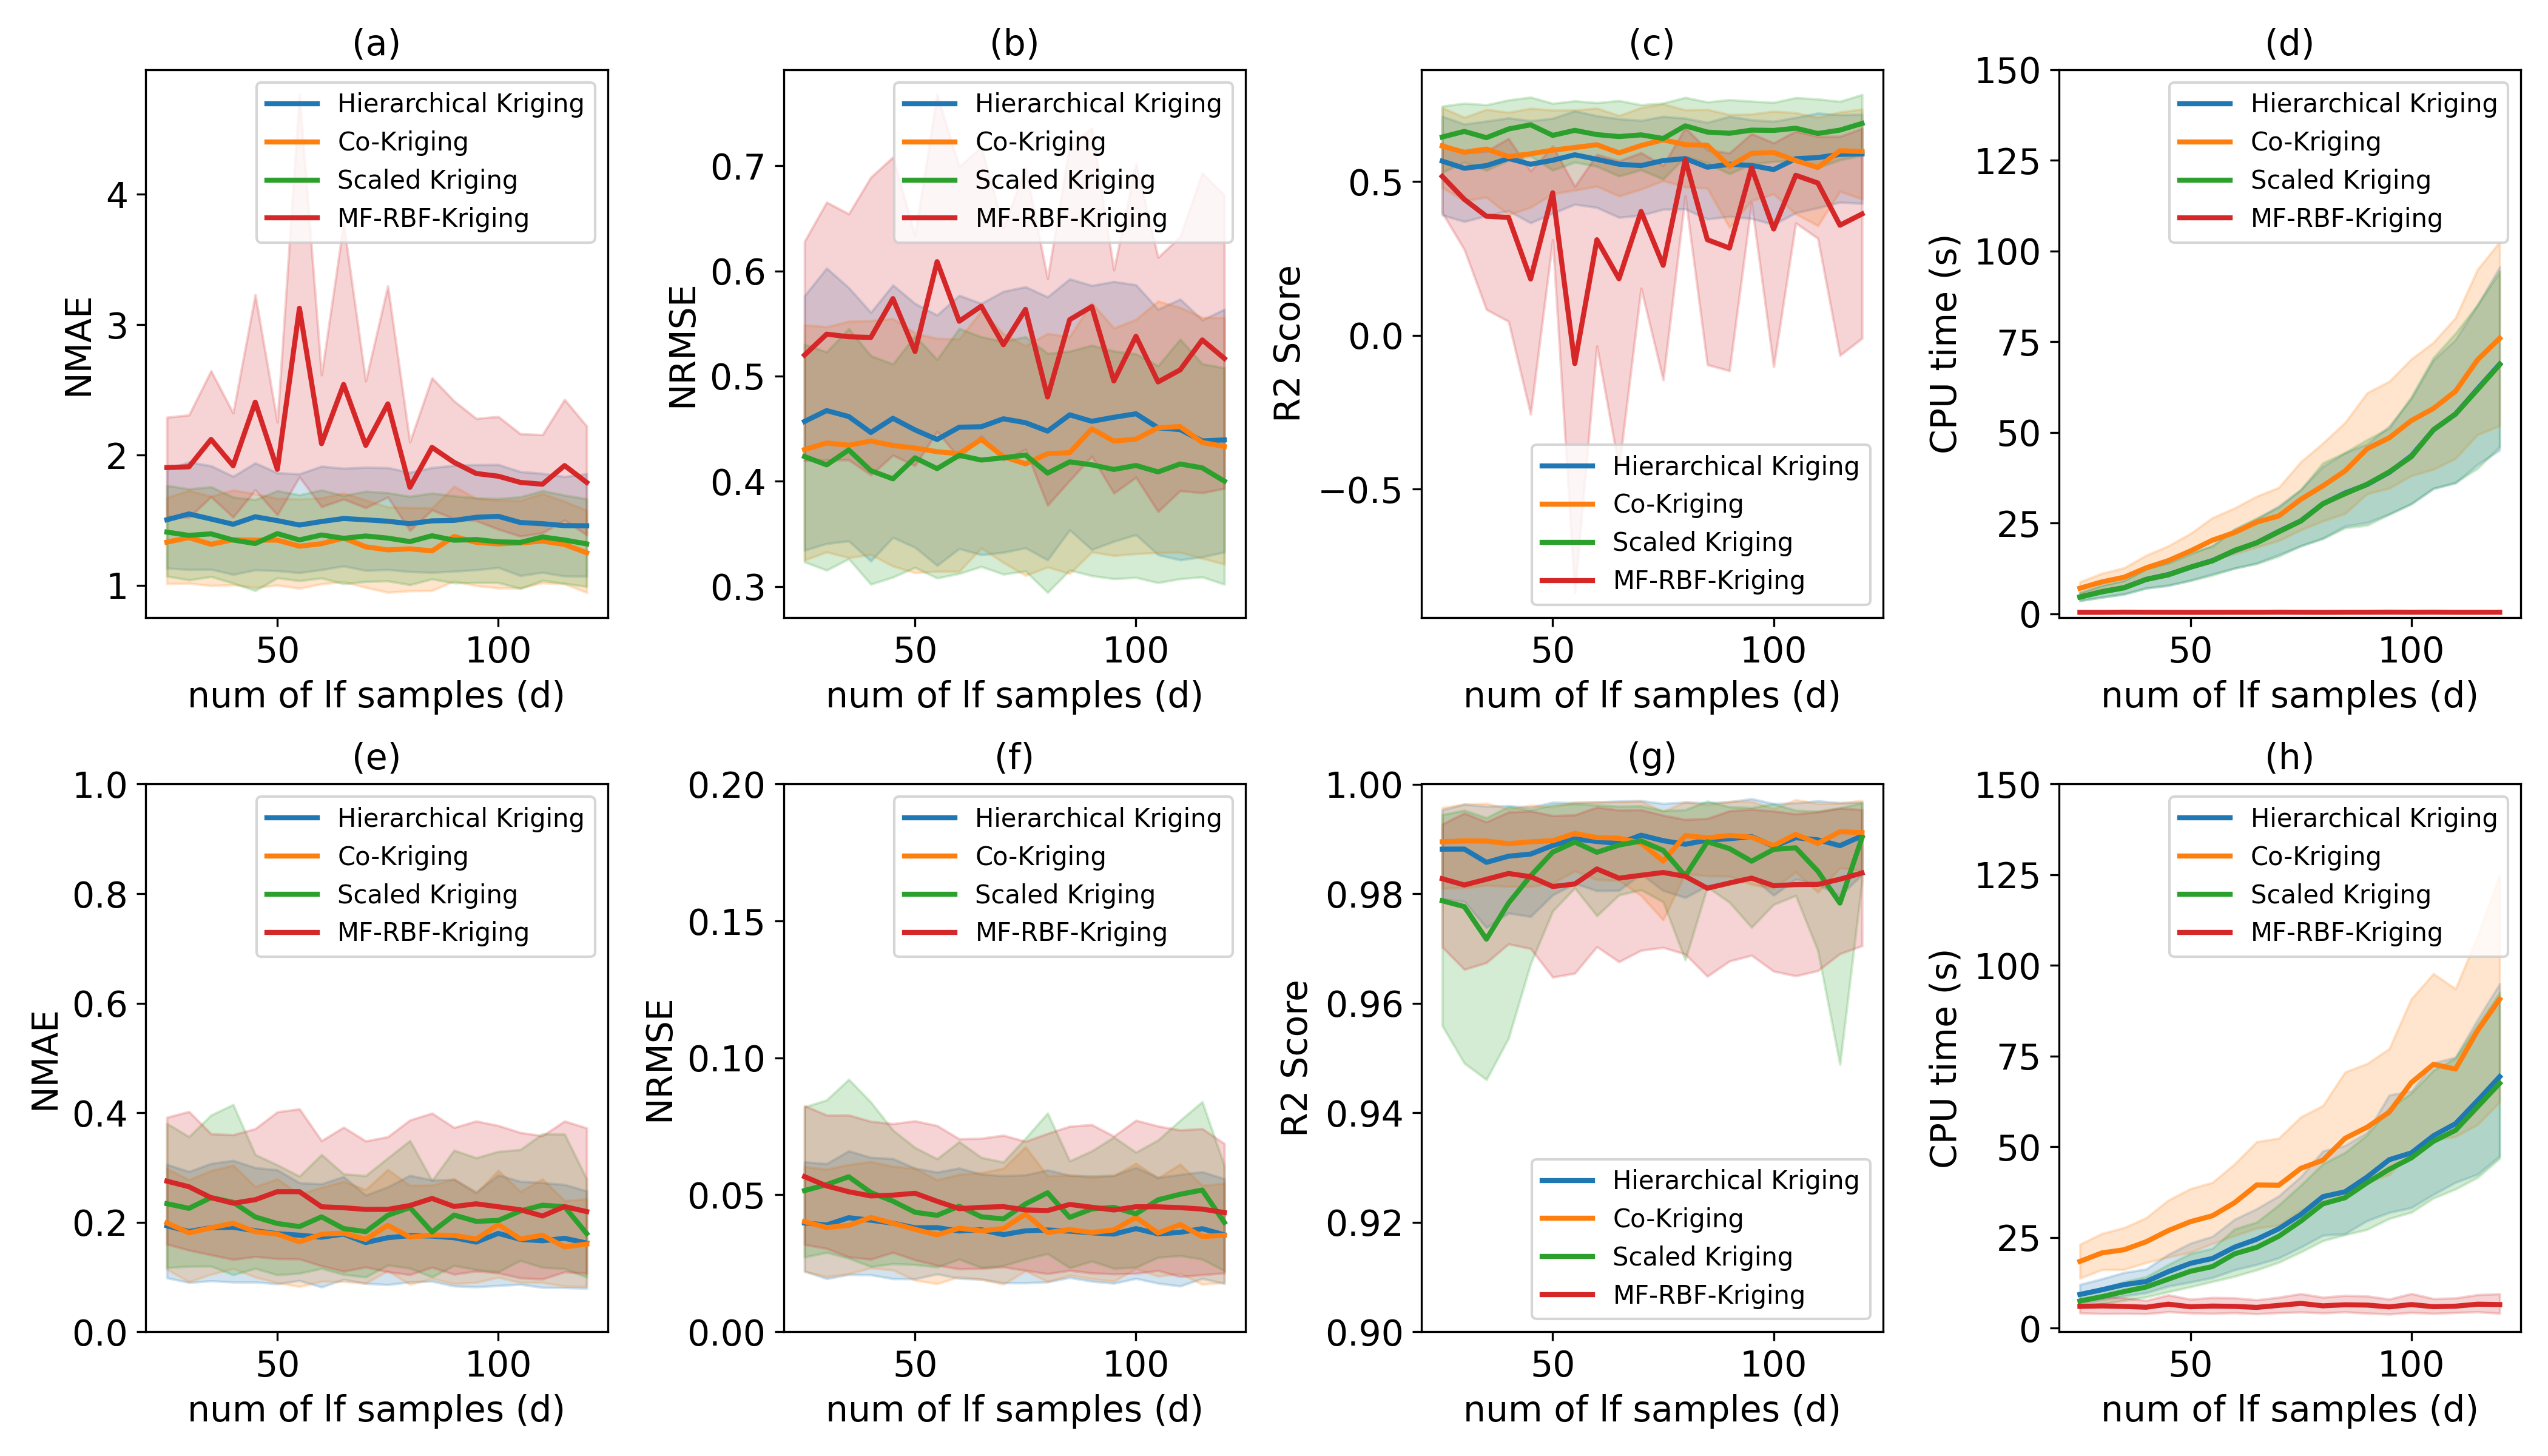 (a)
NMAE
4
3
2
1
50
100
num of lf samples (d)
Hierarchical Kriging
Co-Kriging
Scaled Kriging
MF-RBF-Kriging
(b)
NRMSE
0.7
0.6
0.5
0.4
0.3
50
100
num of lf samples (d)
Hierarchical Kriging
Co-Kriging
Scaled Kriging
MF-RBF-Kriging
(c)
R2 Score
0.5
0.0
−0.5
50
100
num of lf samples (d)
Hierarchical Kriging
Co-Kriging
Scaled Kriging
MF-RBF-Kriging
(d)
CPU time (s)
150
125
100
75
50
25
0
50
100
num of lf samples (d)
Hierarchical Kriging
Co-Kriging
Scaled Kriging
MF-RBF-Kriging
(e)
NMAE
1.0
0.8
0.6
0.4
0.2
0.0
50
100
num of lf samples (d)
Hierarchical Kriging
Co-Kriging
Scaled Kriging
MF-RBF-Kriging
(f)
NRMSE
0.20
0.15
0.10
0.05
0.00
50
100
num of lf samples (d)
Hierarchical Kriging
Co-Kriging
Scaled Kriging
MF-RBF-Kriging
(g)
R2 Score
1.00
0.98
0.96
0.94
0.92
0.90
50
100
num of lf samples (d)
Hierarchical Kriging
Co-Kriging
Scaled Kriging
MF-RBF-Kriging
(h)
CPU time (s)
150
125
100
75
50
25
0
50
100
num of lf samples (d)
Hierarchical Kriging
Co-Kriging
Scaled Kriging
MF-RBF-Kriging